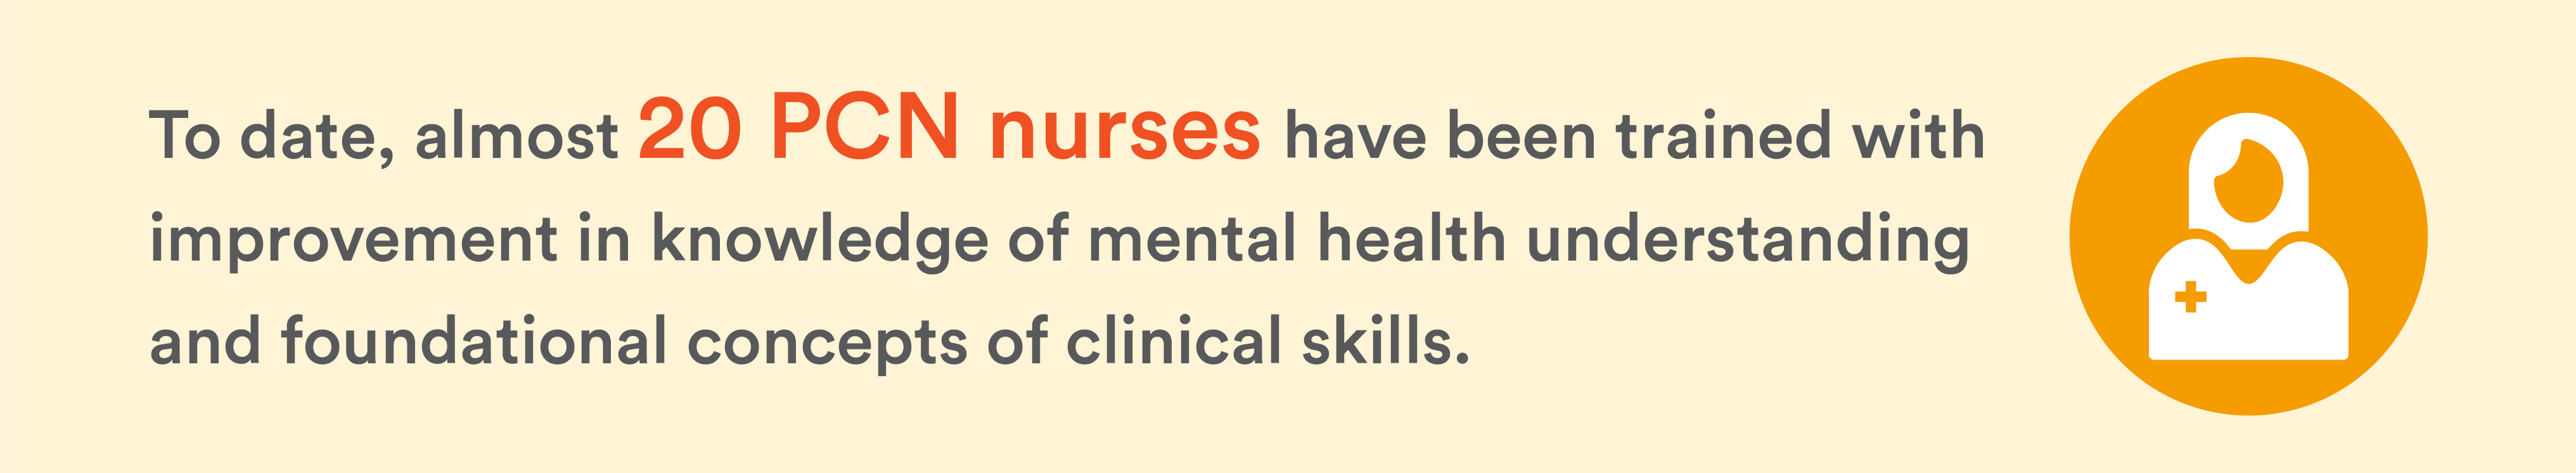 To date, almost 20 PCN nurses have been trained with
improvement in knowledge of mental health understanding
and foundational concepts of clinical skills.